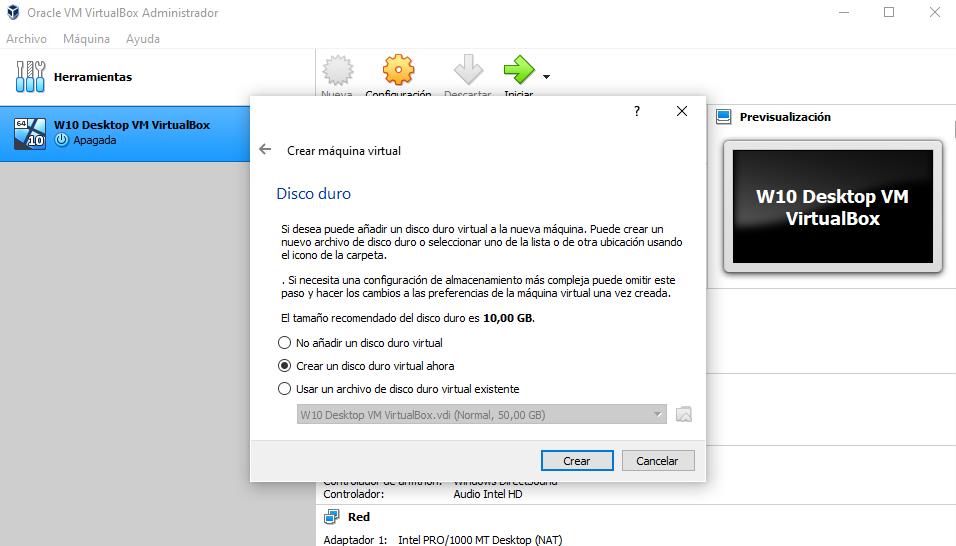 Oracle VM VirtualBox Administrador
Archivo Máquina Ayuda
Herramientas
Nueva Configuración Descartar Iniciar
64
10
W10 Desktop VM VirtualBox
Apagada
Previsualización
W10 Desktop VM
VirtualBox
?
Crear máquina virtual
Disco duro
Si desea puede añadir un disco duro virtual a la nueva máquina. Puede crear un
nuevo archivo de disco duro o seleccionar uno de la lista o de otra ubicación usando
el icono de la carpeta.
. Si necesita una configuración de almacenamiento más compleja puede omitir este
paso y hacer los cambios a las preferencias de la máquina virtual una vez creada.
El tamaño recomendado del disco duro es 10,00 GB.
No añadir un disco duro virtual
Crear un disco duro virtual ahora
Usar un archivo de disco duro virtual existente
W10 Desktop VM VirtualBox.vdi (Normal, 50,00 GB)
Crear Cancelar
Controlador de anfitrión: Windows DirectSound
Controlador: Audio Intel HD
Red
Adaptador 1: Intel PRO/1000 MT Desktop (NAT)